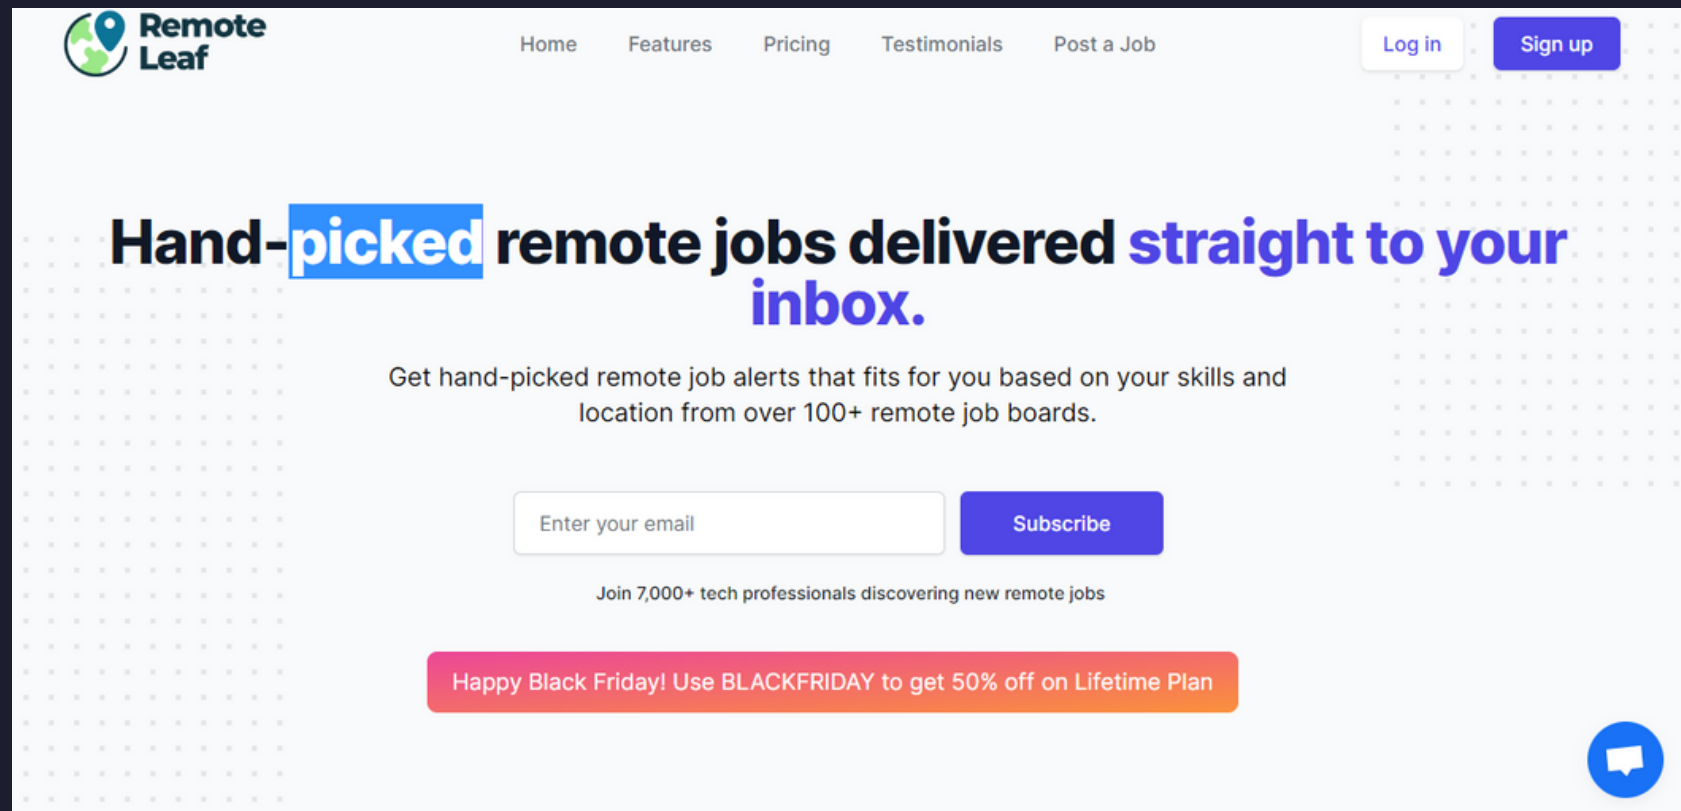 Remote
Leaf
Home
Features
Pricing
Testimonials
Post a Job
Log in
Sign up
Hand-picked remote jobs delivered straight to your
inbox.
Get hand-picked remote job alerts that fits for you based on your skills and
location from over 100+ remote job boards.
Enter your email
Subscribe
Join 7,000+ tech professionals discovering new remote jobs
Happy Black Friday! Use BLACKFRIDAY to get 50% off on Lifetime Plan